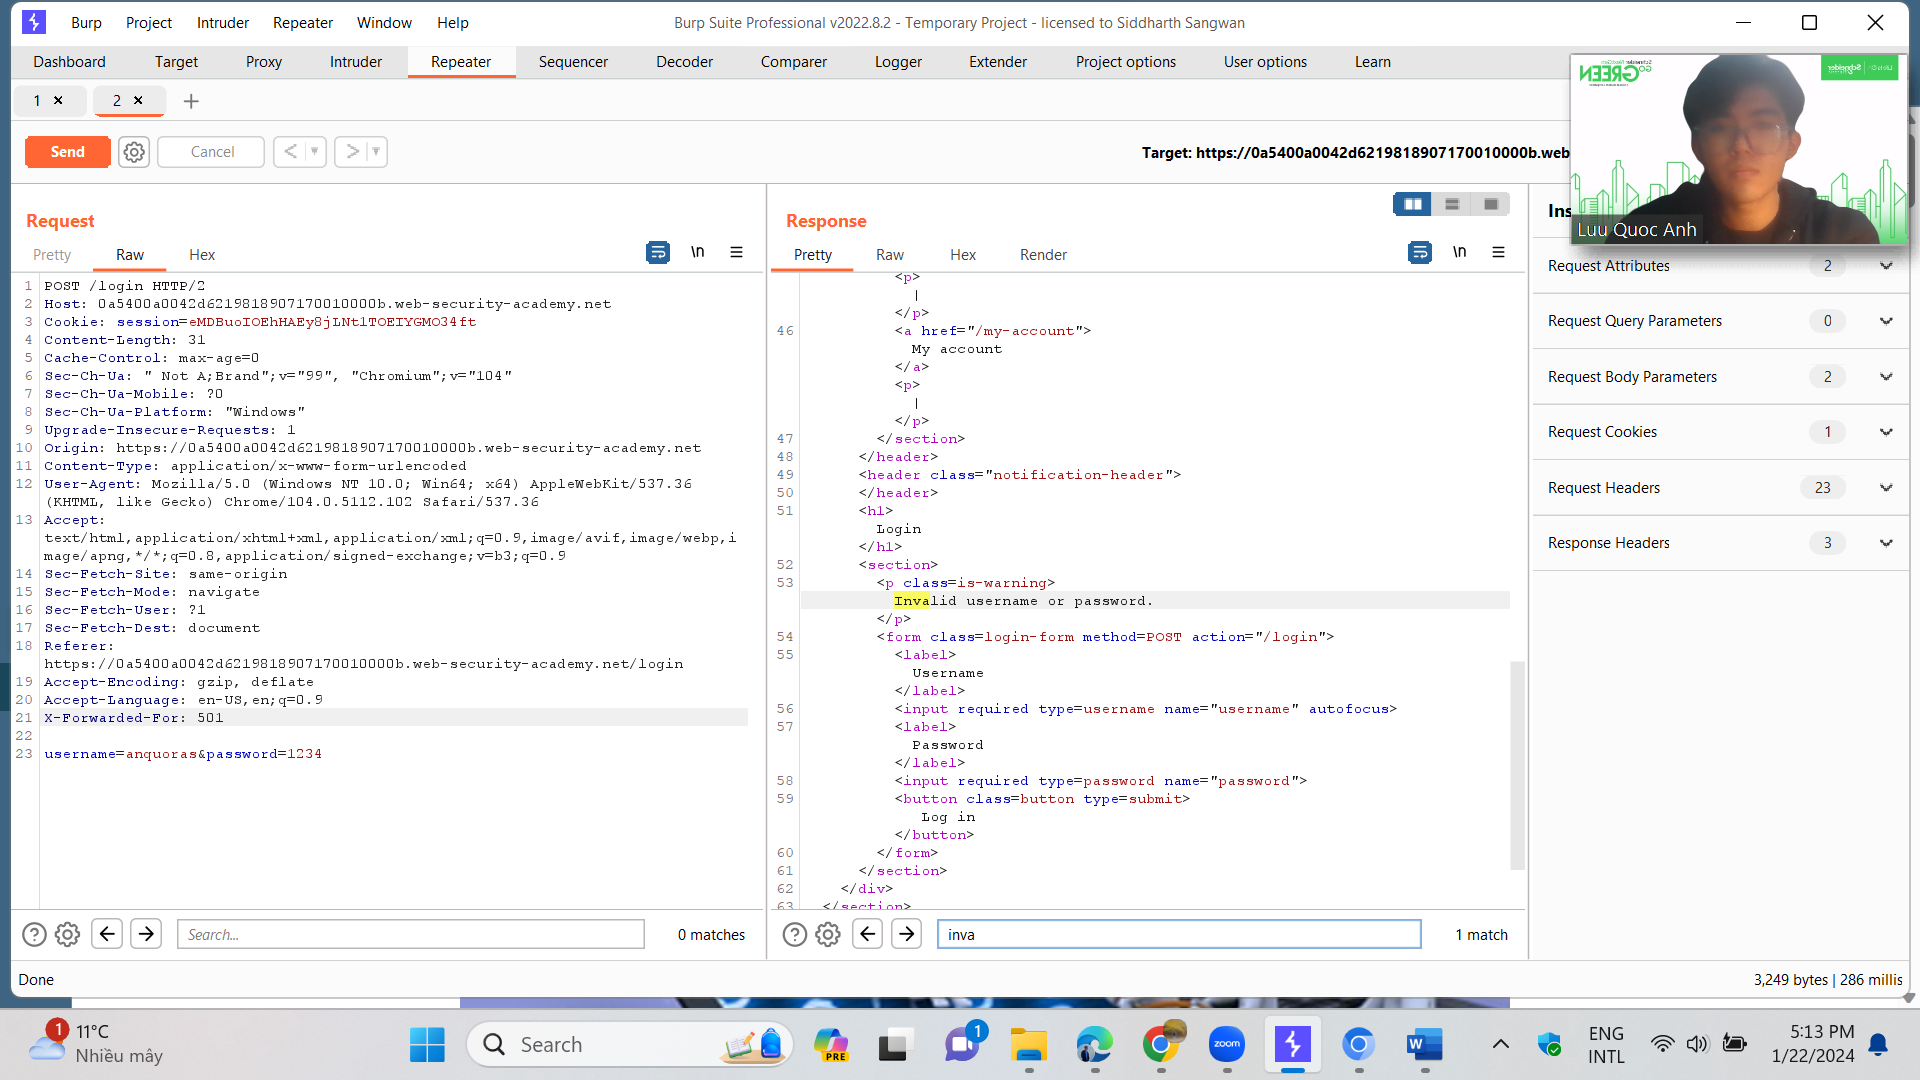 Burp Project Intruder Repeater Window Help
Burp Suite Professional v2022.8.2 - Temporary Project - licensed to Siddharth Sangwan
Dashboard Target Proxy Intruder Repeater Sequencer Decoder Comparer Logger Extender Project options User options Learn
1 × 2 × +
Send Cancel < >
Target: https://0a5400a0042d6219818907170010000b.web
GO GREEN
Schneider
Luu Quoc Anh
Request
Pretty Raw Hex \n
1 POST /login HTTP/2
2 Host: 0a5400a0042d6219818907170010000b.web-security-academy.net
3 Cookie: session=eMDBuoIOEhHAEy8jLNt1TOEIYGMO34ft
4 Content-Length: 31
5 Cache-Control: max-age=0
6 Sec-Ch-Ua: " Not A;Brand";v="99", "Chromium";v="104"
7 Sec-Ch-Ua-Mobile: ?0
8 Sec-Ch-Ua-Platform: "Windows"
9 Upgrade-Insecure-Requests: 1
10 Origin: https://0a5400a0042d6219818907170010000b.web-security-academy.net
11 Content-Type: application/x-www-form-urlencoded
12 User-Agent: Mozilla/5.0 (Windows NT 10.0; Win64; x64) AppleWebKit/537.36
(KHTML, like Gecko) Chrome/104.0.5112.102 Safari/537.36
13 Accept:
text/html,application/xhtml+xml,application/xml;q=0.9,image/avif,image/webp,i
mage/apng,*/*;q=0.8,application/signed-exchange;v=b3;q=0.9
14 Sec-Fetch-Site: same-origin
15 Sec-Fetch-Mode: navigate
16 Sec-Fetch-User: ?1
17 Sec-Fetch-Dest: document
18 Referer:
https://0a5400a0042d6219818907170010000b.web-security-academy.net/login
19 Accept-Encoding: gzip, deflate
20 Accept-Language: en-US,en;q=0.9
21 X-Forwarded-For: 501
22
23 username=anquoras&password=1234
Search... 0 matches
Response
Pretty Raw Hex Render \n
<p>
|
</p>
46 <a href="/my-account">
My account
</a>
<p>
|
</p>
47 </section>
48 </header>
49 <header class="notification-header">
50 </header>
51 <h1>
Login
</h1>
52 <section>
53 <p class=is-warning>
Invalid username or password.
</p>
54 <form class=login-form method=POST action="/login">
55 <label>
Username
</label>
56 <input required type=username name="username" autofocus>
57 <label>
Password
</label>
58 <input required type=password name="password">
59 <button class=button type=submit>
Log in
</button>
60 </form>
61 </section>
62 </div>
63 </section>
inva 1 match
Ins
Request Attributes 2
Request Query Parameters 0
Request Body Parameters 2
Request Cookies 1
Request Headers 23
Response Headers 3
Done 3,249 bytes | 286 millis
1 11°C
Nhiều mây
Search
PRE
1
zoom
W
ENG
INTL
5:13 PM
1/22/2024